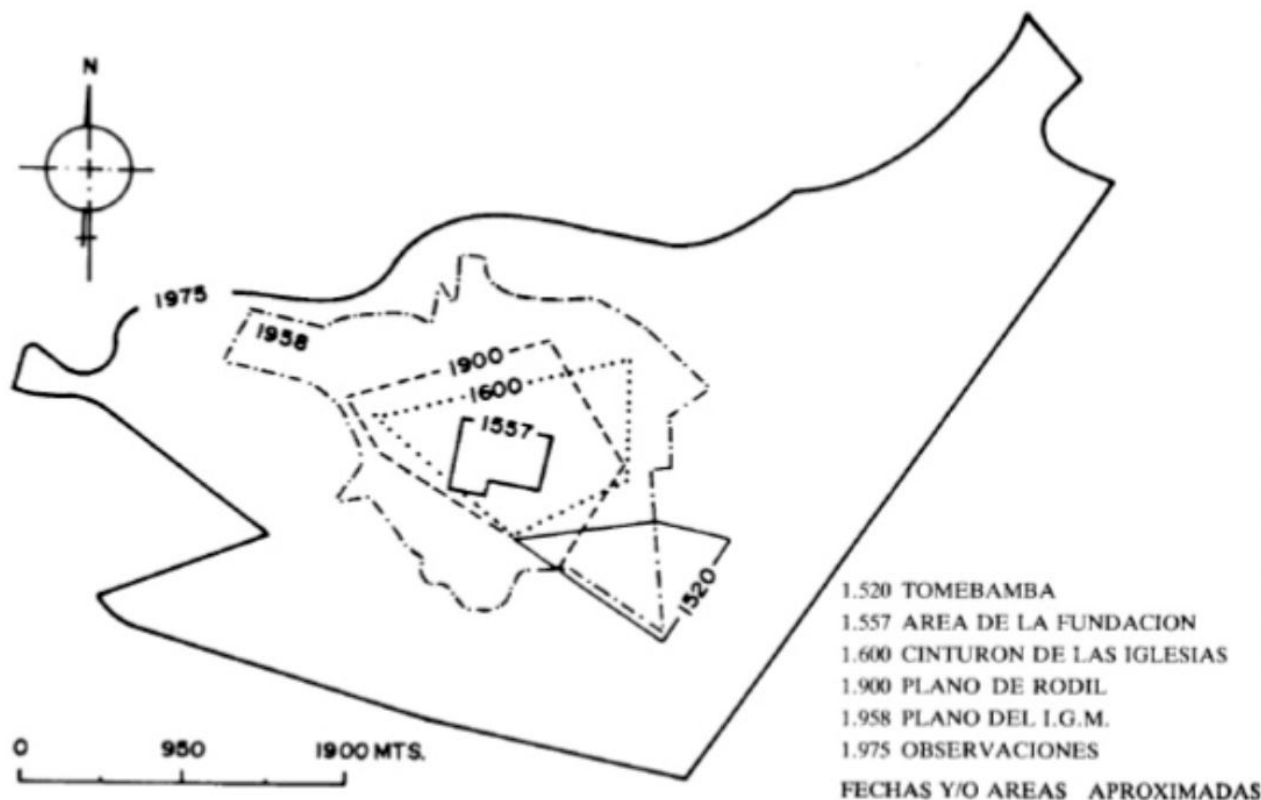 N
1975
1958
1900
1600
1557
1520
1.520 TOMEBAMBA
1.557 AREA DE LA FUNDACION
1.600 CINTURON DE LAS IGLESIAS
1.900 PLANO DE RODIL
1.958 PLANO DEL I.G.M.
1.975 OBSERVACIONES
FECHAS Y/O AREAS APROXIMADAS
0 950 1900 MTS.